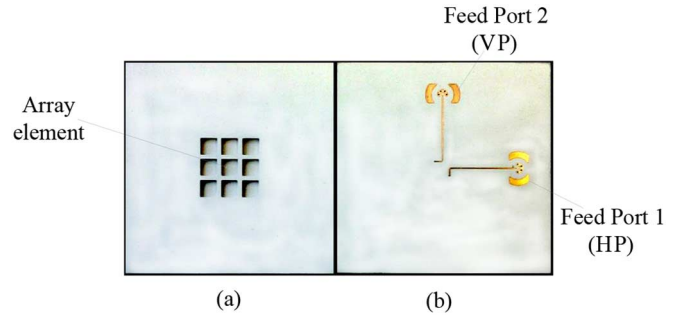 Feed Port 2
(VP)
Array
element
Feed Port 1
(HP)
(a)
(b)